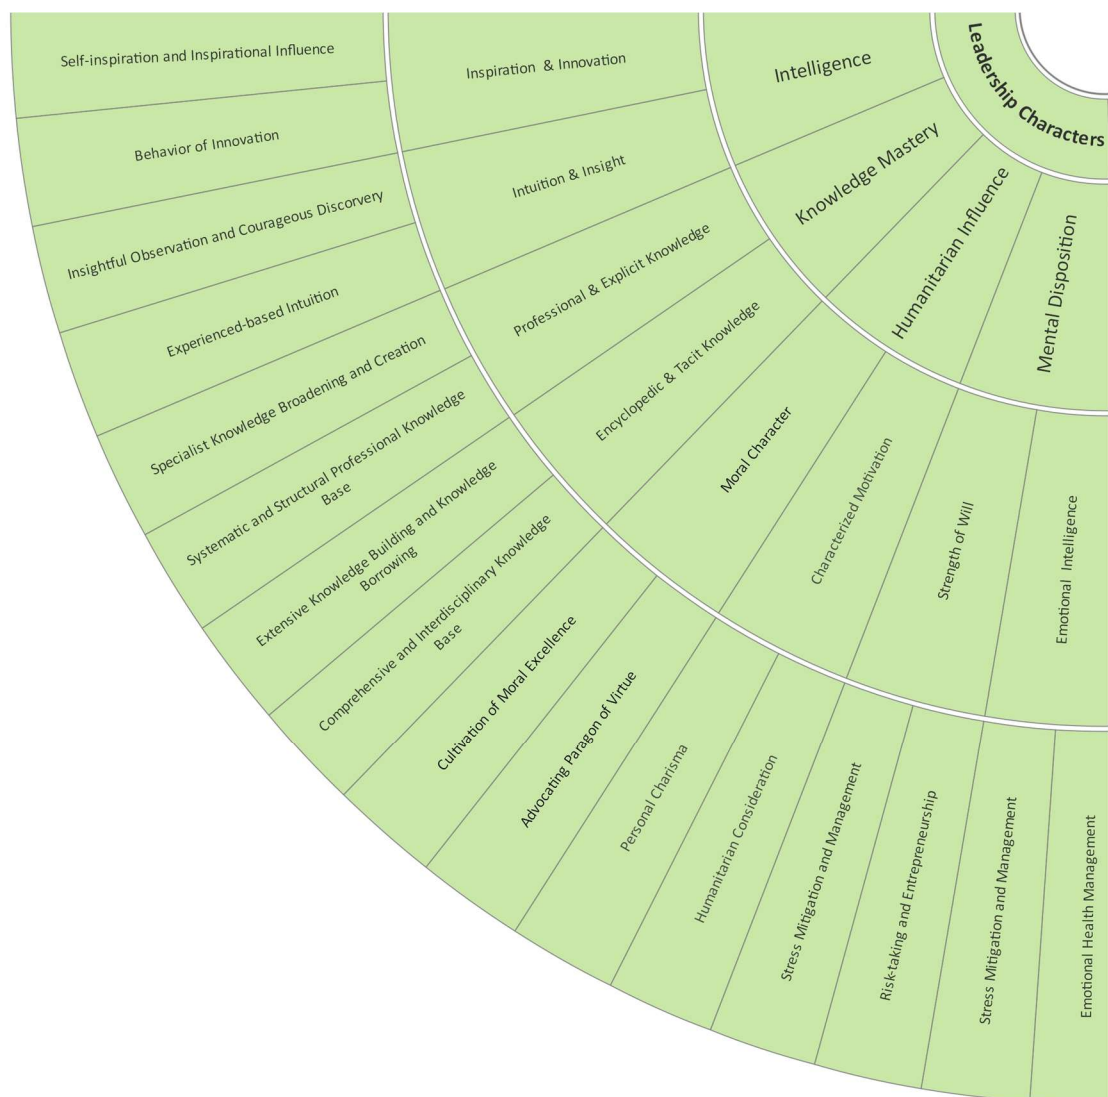 Leadership Characters
Intelligence
Knowledge Mastery
Humanitarian Influence
Mental Disposition
Inspiration & Innovation
Intuition & Insight
Professional & Explicit Knowledge
Encyclopedic & Tacit Knowledge
Moral Character
Characterized Motivation
Strength of Will
Emotional Intelligence
Self-inspiration and Inspirational Influence
Behavior of Innovation
Insightful Observation and Courageous Discorvery
Experienced-based Intuition
Specialist Knowledge Broadening and Creation
Systematic and Structural Professional Knowledge
Base
Extensive Knowledge Building and Knowledge
Borrowing
Comprehensive and Interdisciplinary Knowledge
Base
Cultivation of Moral Excellence
Advocating Paragon of Virtue
Personal Charisma
Humanitarian Consideration
Stress Mitigation and Management
Risk-taking and Entrepreneurship
Stress Mitigation and Management
Emotional Health Management